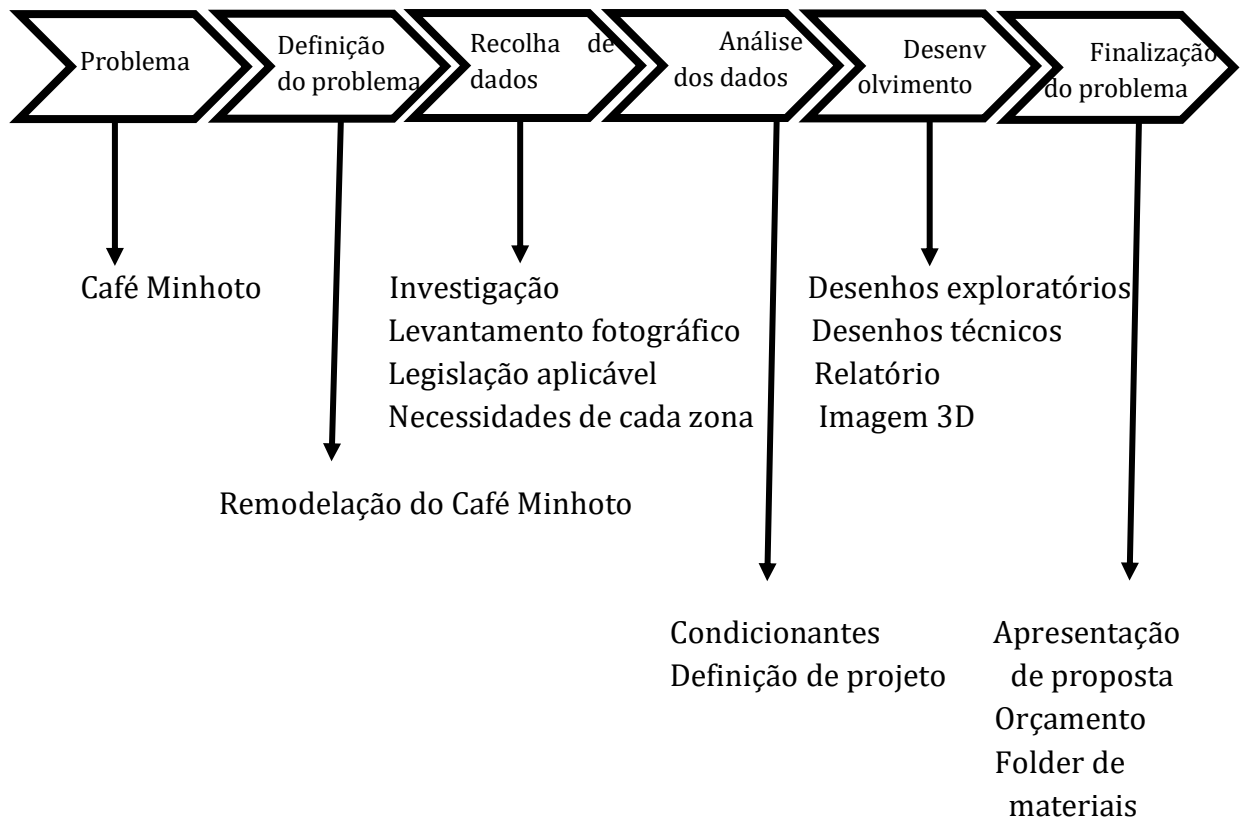 Problema
Definição
do problema
Recolha de
dados
Análise
dos dados
Desenv
olvimento
Finalização
do problema
Café Minhoto
Investigação
Levantamento fotográfico
Legislação aplicável
Necessidades de cada zona
Desenhos exploratórios
Desenhos técnicos
Relatório
Imagem 3D
Remodelação do Café Minhoto
Condicionantes
Definição de projeto
Apresentação
de proposta
Orçamento
Folder de
materiais